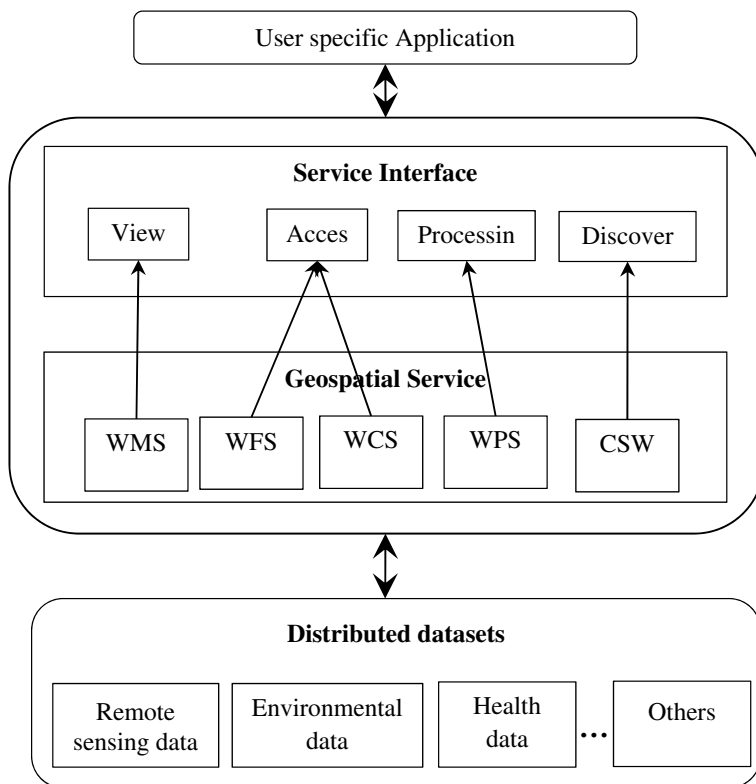 User specific Application
Service Interface
View
Acces
Processin
Discover
Geospatial Service
WMS
WFS
WCS
WPS
CSW
Distributed datasets
Remote
sensing data
Environmental
data
Health
data
...
Others